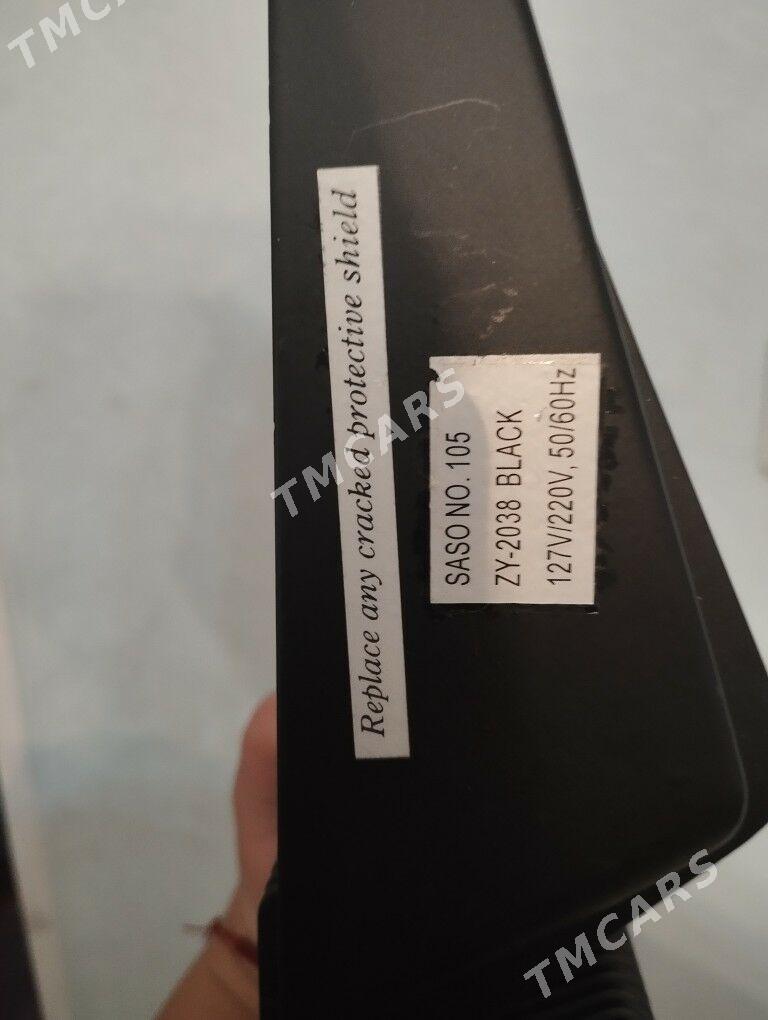 TMCARS
Replace any cracked protective shield
SASO NO. 105
ZY-2038 BLACK
127V/220V, 50/60Hz
TMCARS
TMCARS